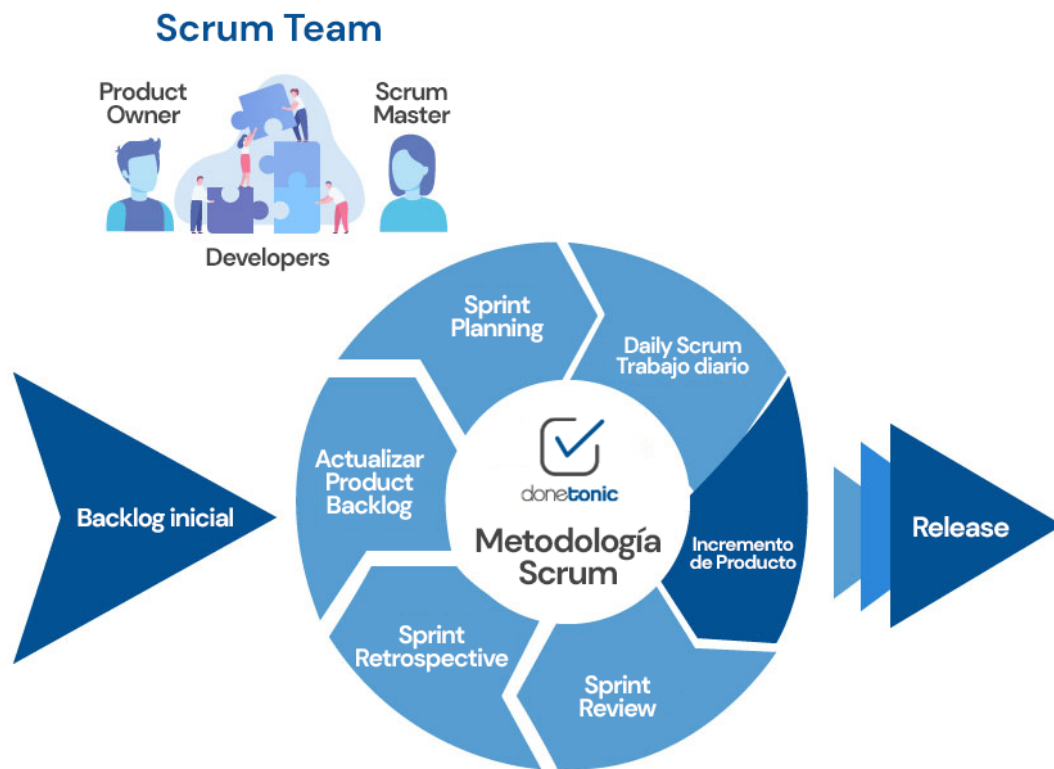 Scrum Team
Product
Owner
Scrum
Master
Developers
Sprint
Planning
Daily Scrum
Trabajo diario
Actualizar
Product
Backlog
donetonic
Backlog inicial
Metodología
Scrum
Incremento
de Producto
Release
Sprint
Retrospective
Sprint
Review